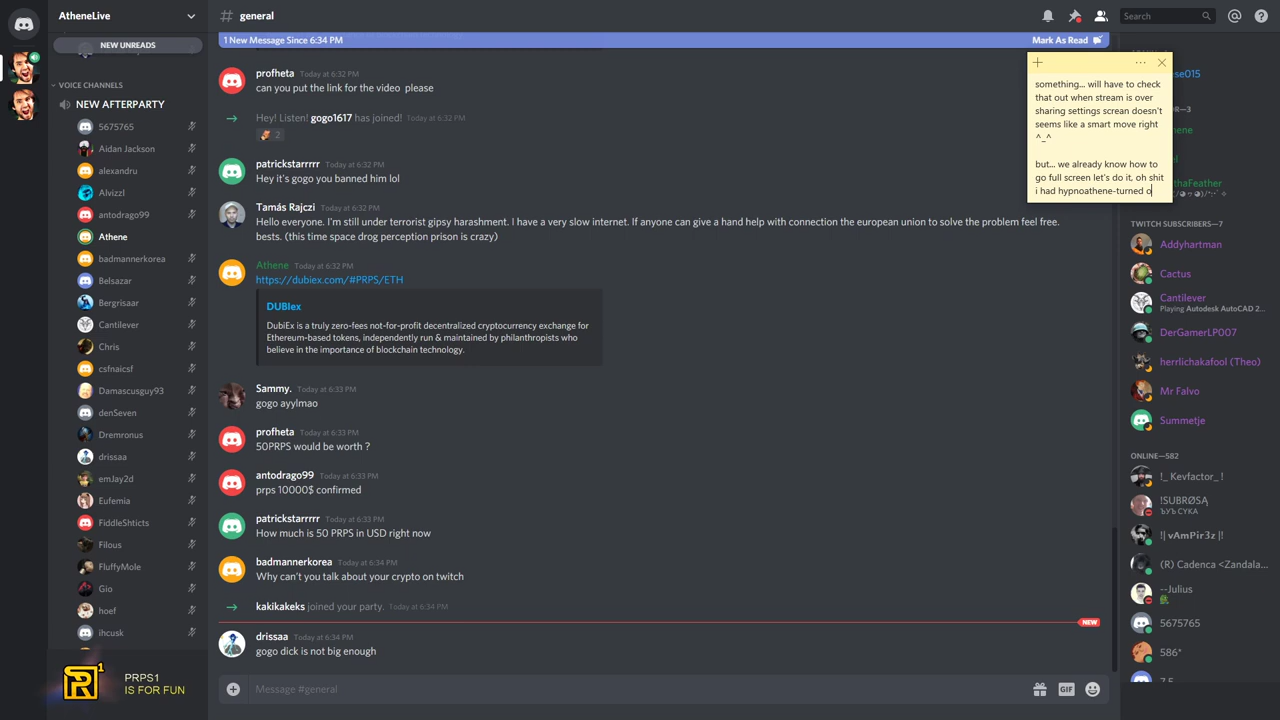 AtheneLive
NEW UNREADS
VOICE CHANNELS
NEW AFTERPARTY
5675765
Aidan Jackson
alexandru
Alvizzl
antodrago99
Athene
badmannerkorea
Belsazar
Bergrisaar
Cantilever
Chris
csfnaicsf
Damascusguy93
denSeven
Dremronus
drissaa
emJay2d
Eufemia
FiddleShticts
Filous
FluffyMole
Gio
hoef
ihcusk
PRPS1
IS FOR FUN
# general
Search
1 New Message Since 6:34 PM
Mark As Read
profheta Today at 6:32 PM
can you put the link for the video  please
Hey! Listen! gogo1617 has joined! Today at 6:32 PM
2
patrickstarrrrr Today at 6:32 PM
Hey it's gogo you banned him lol
Tamás Rajczi Today at 6:32 PM
Hello everyone. I'm still under terrorist gipsy harashment. I have a very slow internet. If anyone can give a hand help with connection the european union to solve the problem feel free.
bests. (this time space drog perception prison is crazy)
Athene Today at 6:32 PM
https://dubiex.com/#PRPS/ETH
DUBIex
DubiEx is a truly zero-fees not-for-profit decentralized cryptocurrency exchange for
Ethereum-based tokens, independently run & maintained by philanthropists who
believe in the importance of blockchain technology.
Sammy. Today at 6:33 PM
gogo ayylmao
profheta Today at 6:33 PM
50PRPS would be worth ?
antodrago99 Today at 6:33 PM
prps 10000$ confirmed
patrickstarrrrr Today at 6:33 PM
How much is 50 PRPS in USD right now
badmannerkorea Today at 6:34 PM
Why can't you talk about your crypto on twitch
kakikakeks joined your party. Today at 6:34 PM
NEW
drissaa Today at 6:34 PM
gogo dick is not big enough
Message #general
GIF
something... will have to check
that out when stream is over
sharing settings screan doesn't
seems like a smart move right
^_^
but... we already know how to
go full screen let's do it, oh shit
i had hypnoathene-turned o
TWITCH SUBSCRIBERS—7
Addyhartman
Cactus
Cantilever
Playing Autodesk AutoCAD 2...
DerGamerLP007
herrlichakafool (Theo)
Mr Falvo
Summetje
ONLINE—582
!_ Kevfactor_ !
!SUBRØSĄ
ЪУЪ СУКА
!| vAmPir3z |!
(R) Cadenca <Zandala...
--Julius
5675765
586*